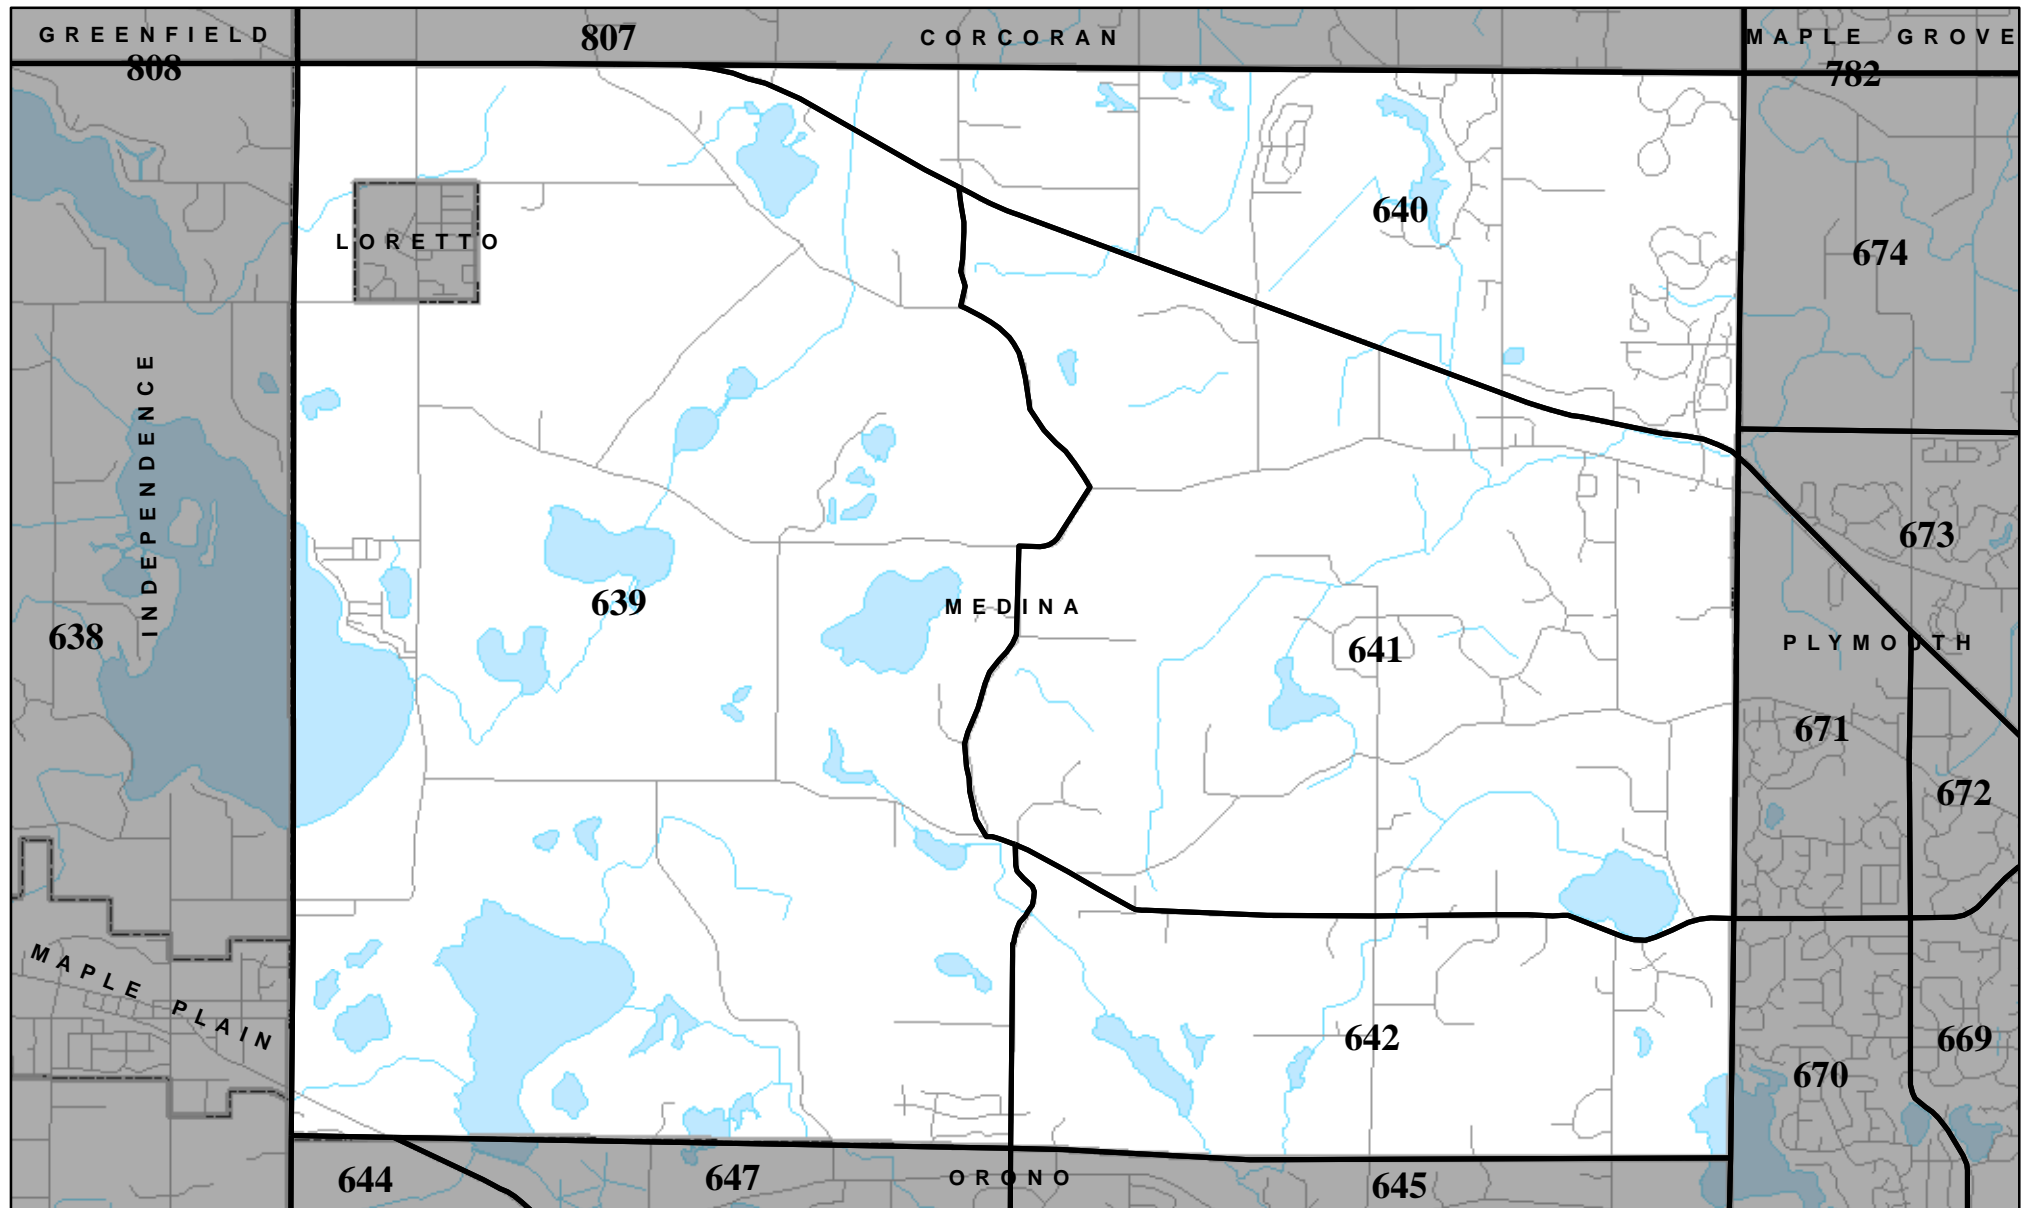 GREENFIELD
807
CORCORAN
MAPLE GROVE
808
782
640
LORETTO
674
INDEPENDENCE
673
639
MEDINA
638
641
PLYMOUTH
671
672
MAPLE PLAIN
642
669
670
644
647
ORONO
645